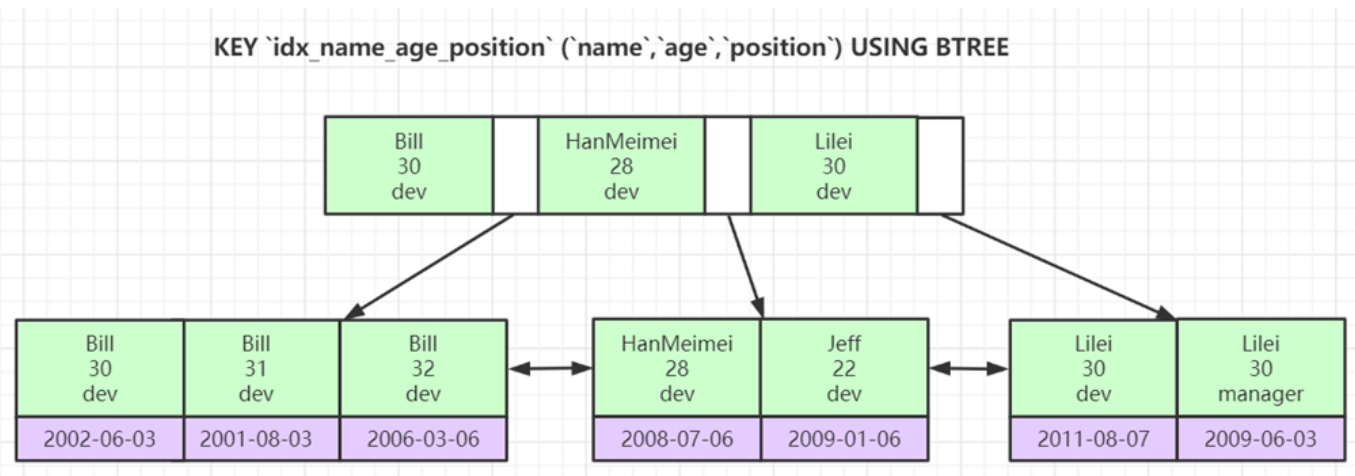 KEY `idx_name_age_position` (`name`,`age`,`position`) USING BTREE
Bill
30
dev
HanMeimei
28
dev
Lilei
30
dev
Bill
30
dev
2002-06-03
Bill
31
dev
2001-08-03
Bill
32
dev
2006-03-06
HanMeimei
28
dev
2008-07-06
Jeff
22
dev
2009-01-06
Lilei
30
dev
2011-08-07
Lilei
30
manager
2009-06-03